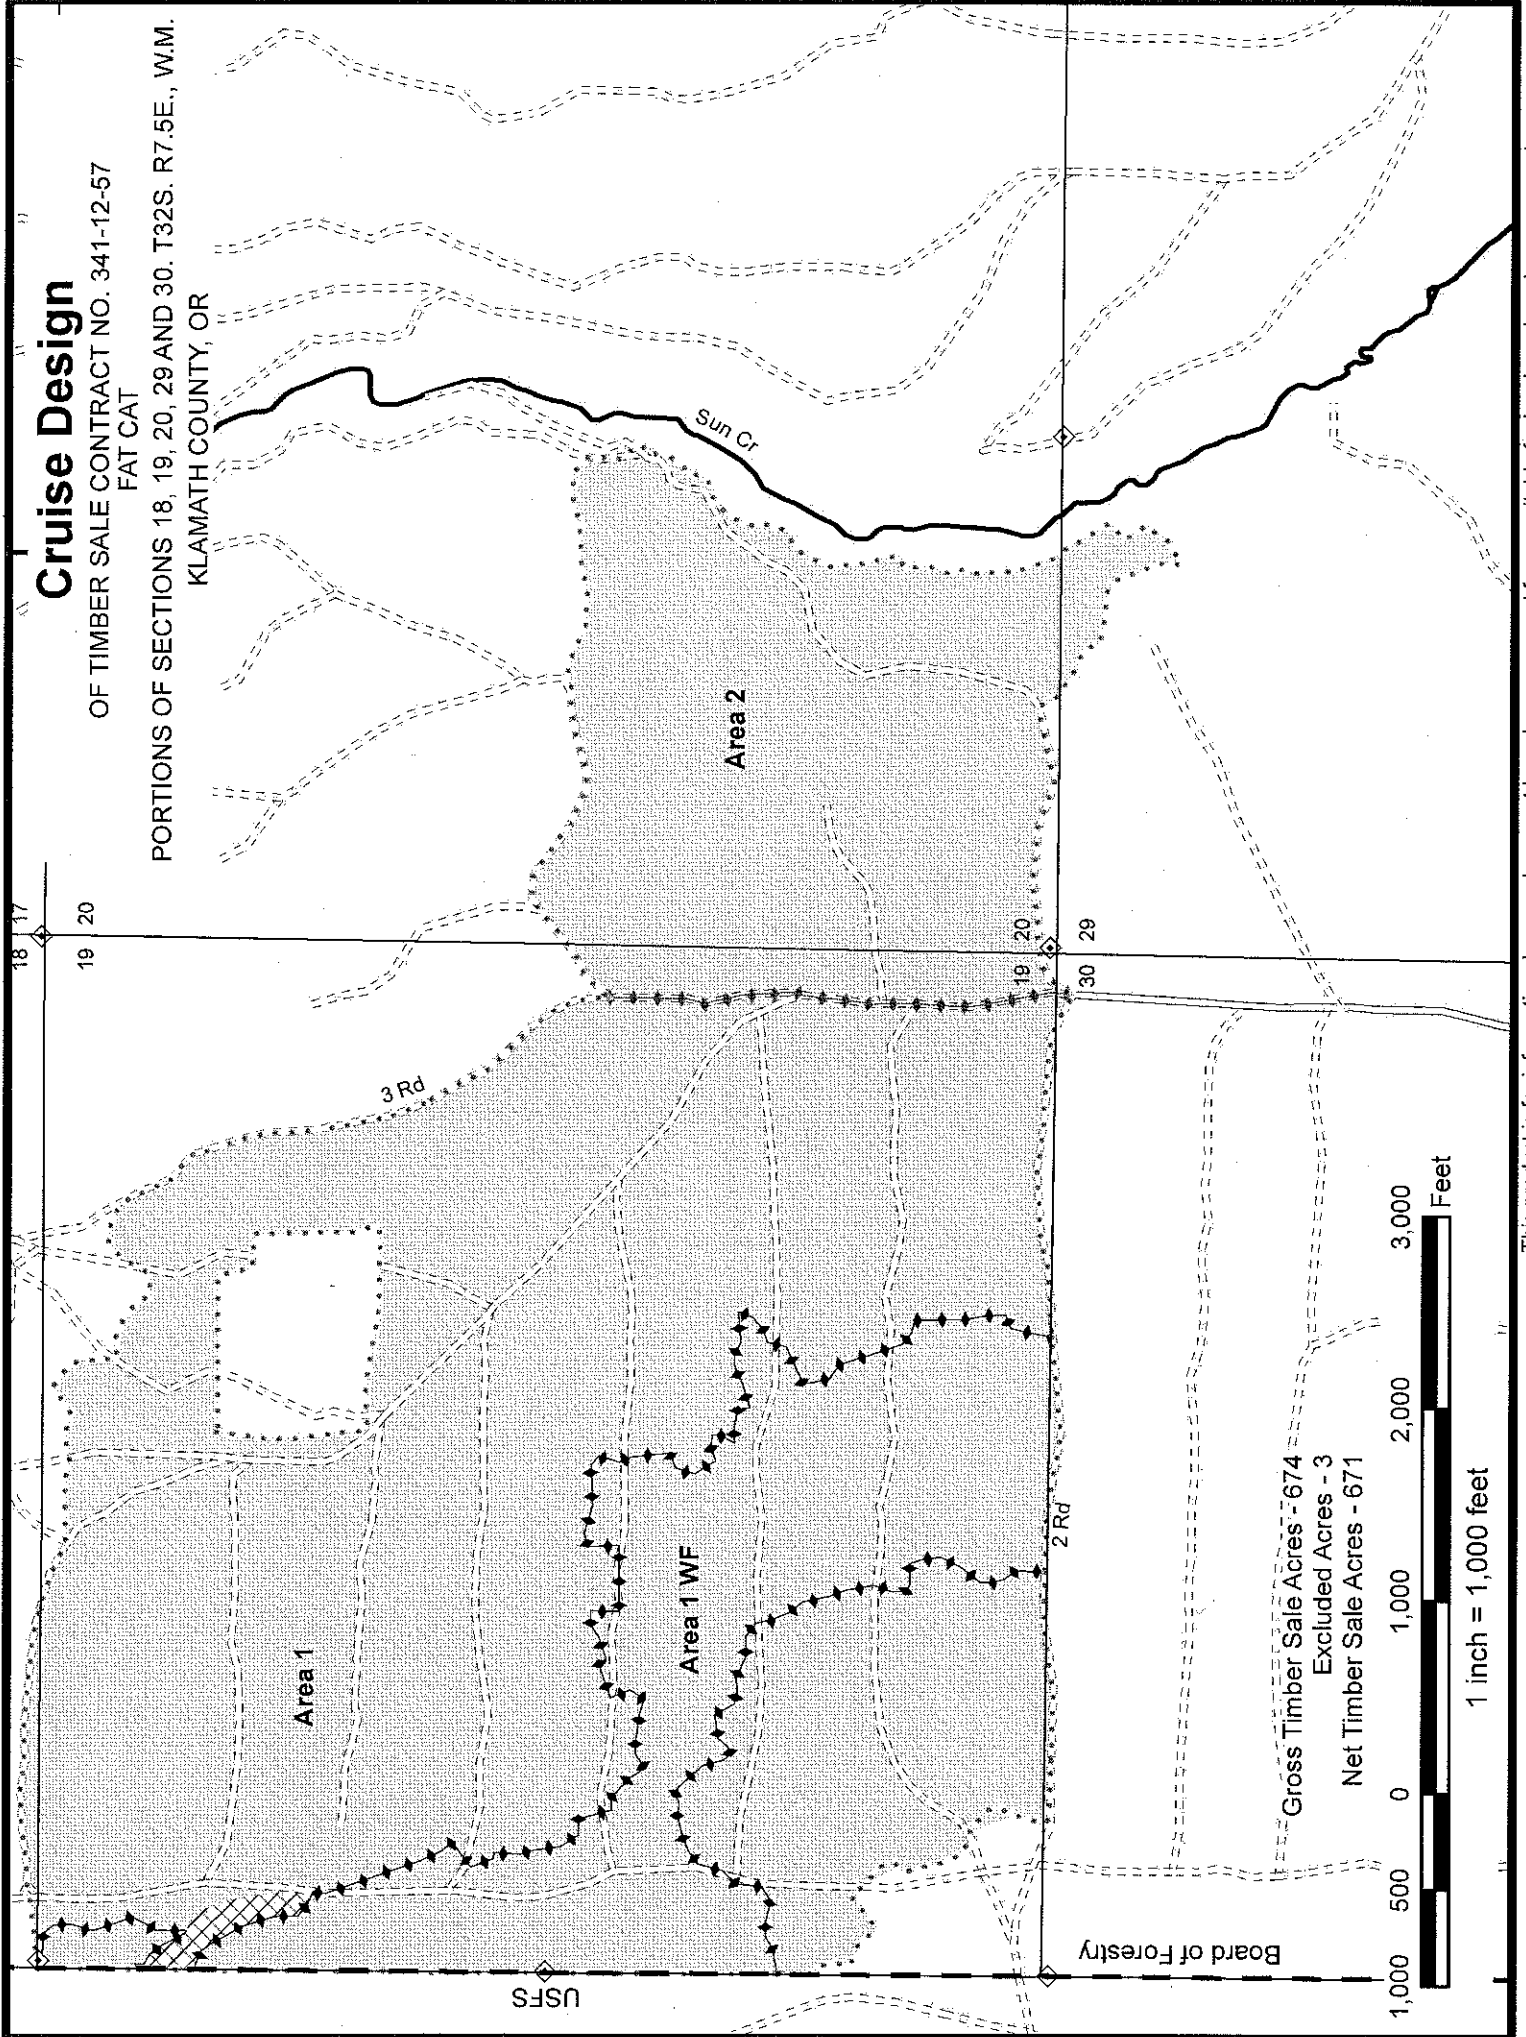 Cruise Design
OF TIMBER SALE CONTRACT NO. 341-12-57
FAT CAT
PORTIONS OF SECTIONS 18, 19, 20, 29 AND 30. T32S. R7.5E., W.M.
KLAMATH COUNTY, OR
18 17
19 20
3 Rd
Sun Cr
Area 1
Area 2
Area 1 WF
19 20
30 29
2 Rd
USFS
Board of Forestry
Gross Timber Sale Acres - 674
Excluded Acres - 3
Net Timber Sale Acres - 671
1,000 500 0 1,000 2,000 3,000
Feet
1 inch = 1,000 feet